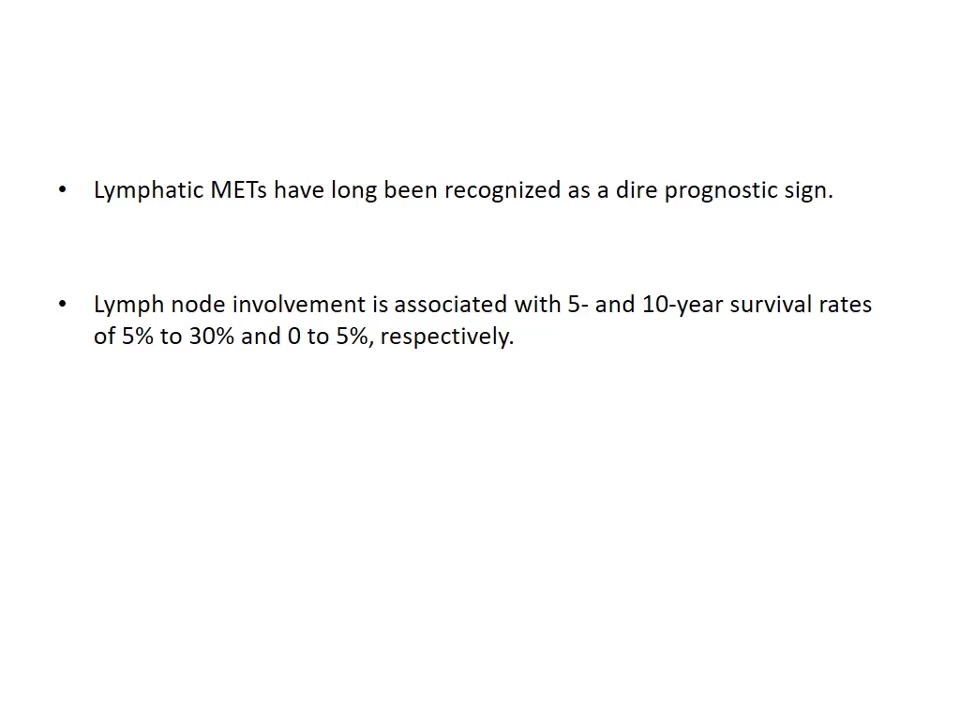 • Lymphatic METs have long been recognized as a dire prognostic sign.
• Lymph node involvement is associated with 5- and 10-year survival rates
of 5% to 30% and 0 to 5%, respectively.